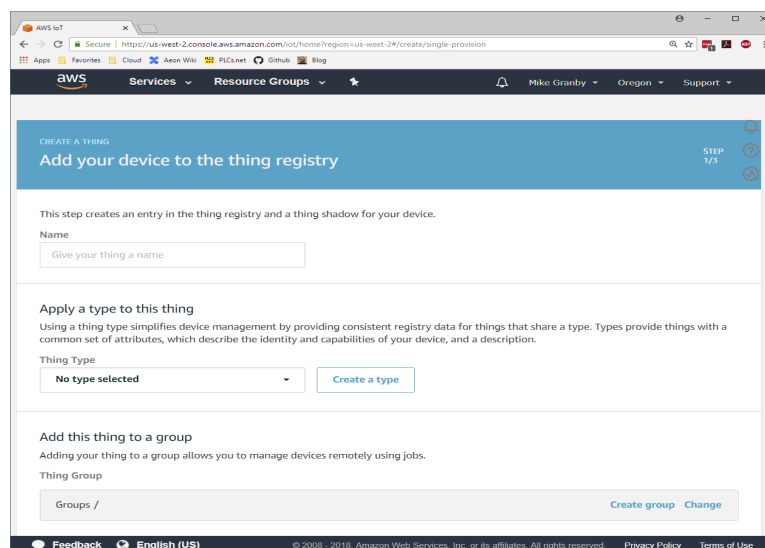 AWS IoT
Secure https://us-west-2.console.aws.amazon.com/iot/home?region=us-west-2#/create/single-provision
Apps Favorites Cloud Aeon Wiki PLCs.net Github Blog
aws Services Resource Groups Mike Granby Oregon Support
CREATE A THING
Add your device to the thing registry
STEP
1/3
This step creates an entry in the thing registry and a thing shadow for your device.
Name
Give your thing a name
Apply a type to this thing
Using a thing type simplifies device management by providing consistent registry data for things that share a type. Types provide things with a
common set of attributes, which describe the identity and capabilities of your device, and a description.
Thing Type
No type selected Create a type
Add this thing to a group
Adding your thing to a group allows you to manage devices remotely using jobs.
Thing Group
Groups / Create group Change
Feedback English (US) © 2008 - 2018, Amazon Web Services, Inc. or its affiliates. All rights reserved. Privacy Policy Terms of Use